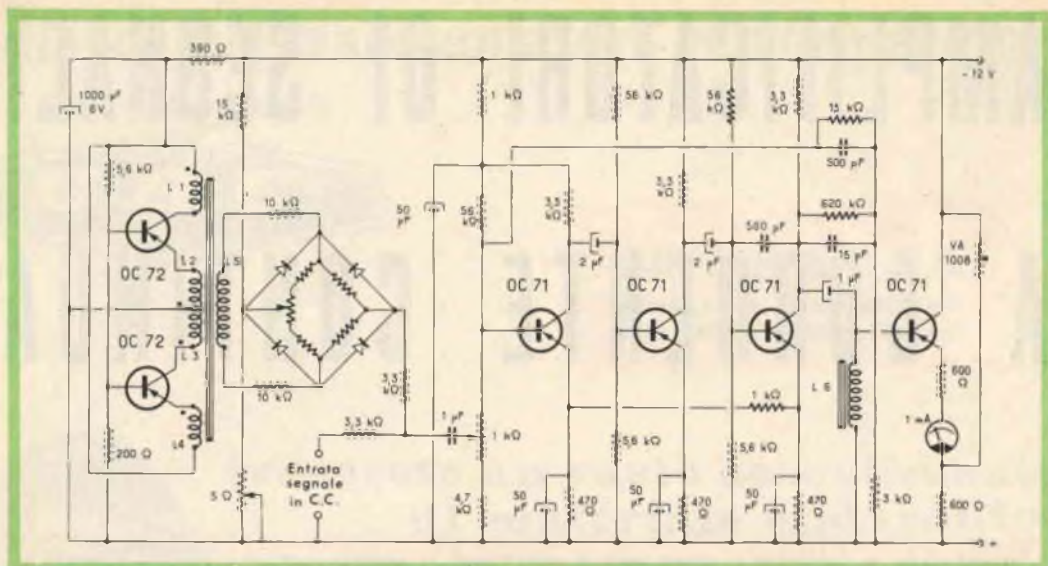 390 Ω
1000 µF
6V
15
kΩ
5,6 kΩ
L 1
OC 72
L2
L5
OC 72
L3
L4
200 Ω
10 kΩ
10 kΩ
3,3
kΩ
3,3 kΩ
1 µF
Entrata
segnale
in C.C.
5 Ω
1 kΩ
50
µF
56
kΩ
3,3
kΩ
2 µF
OC 71
1 kΩ
4,7
kΩ
50
µF
470
Ω
56 kΩ
OC 71
5,6 kΩ
50
µF
470
Ω
3,3
kΩ
2 µF
56
kΩ
560 pF
OC 71
1 kΩ
5,6 kΩ
50
µF
470
Ω
3,3
kΩ
15 kΩ
500 pF
620 kΩ
15 pF
1 µF
OC 71
L 6
3 kΩ
- 12 V
VA
1008
600
Ω
1 mA
600 Ω
+